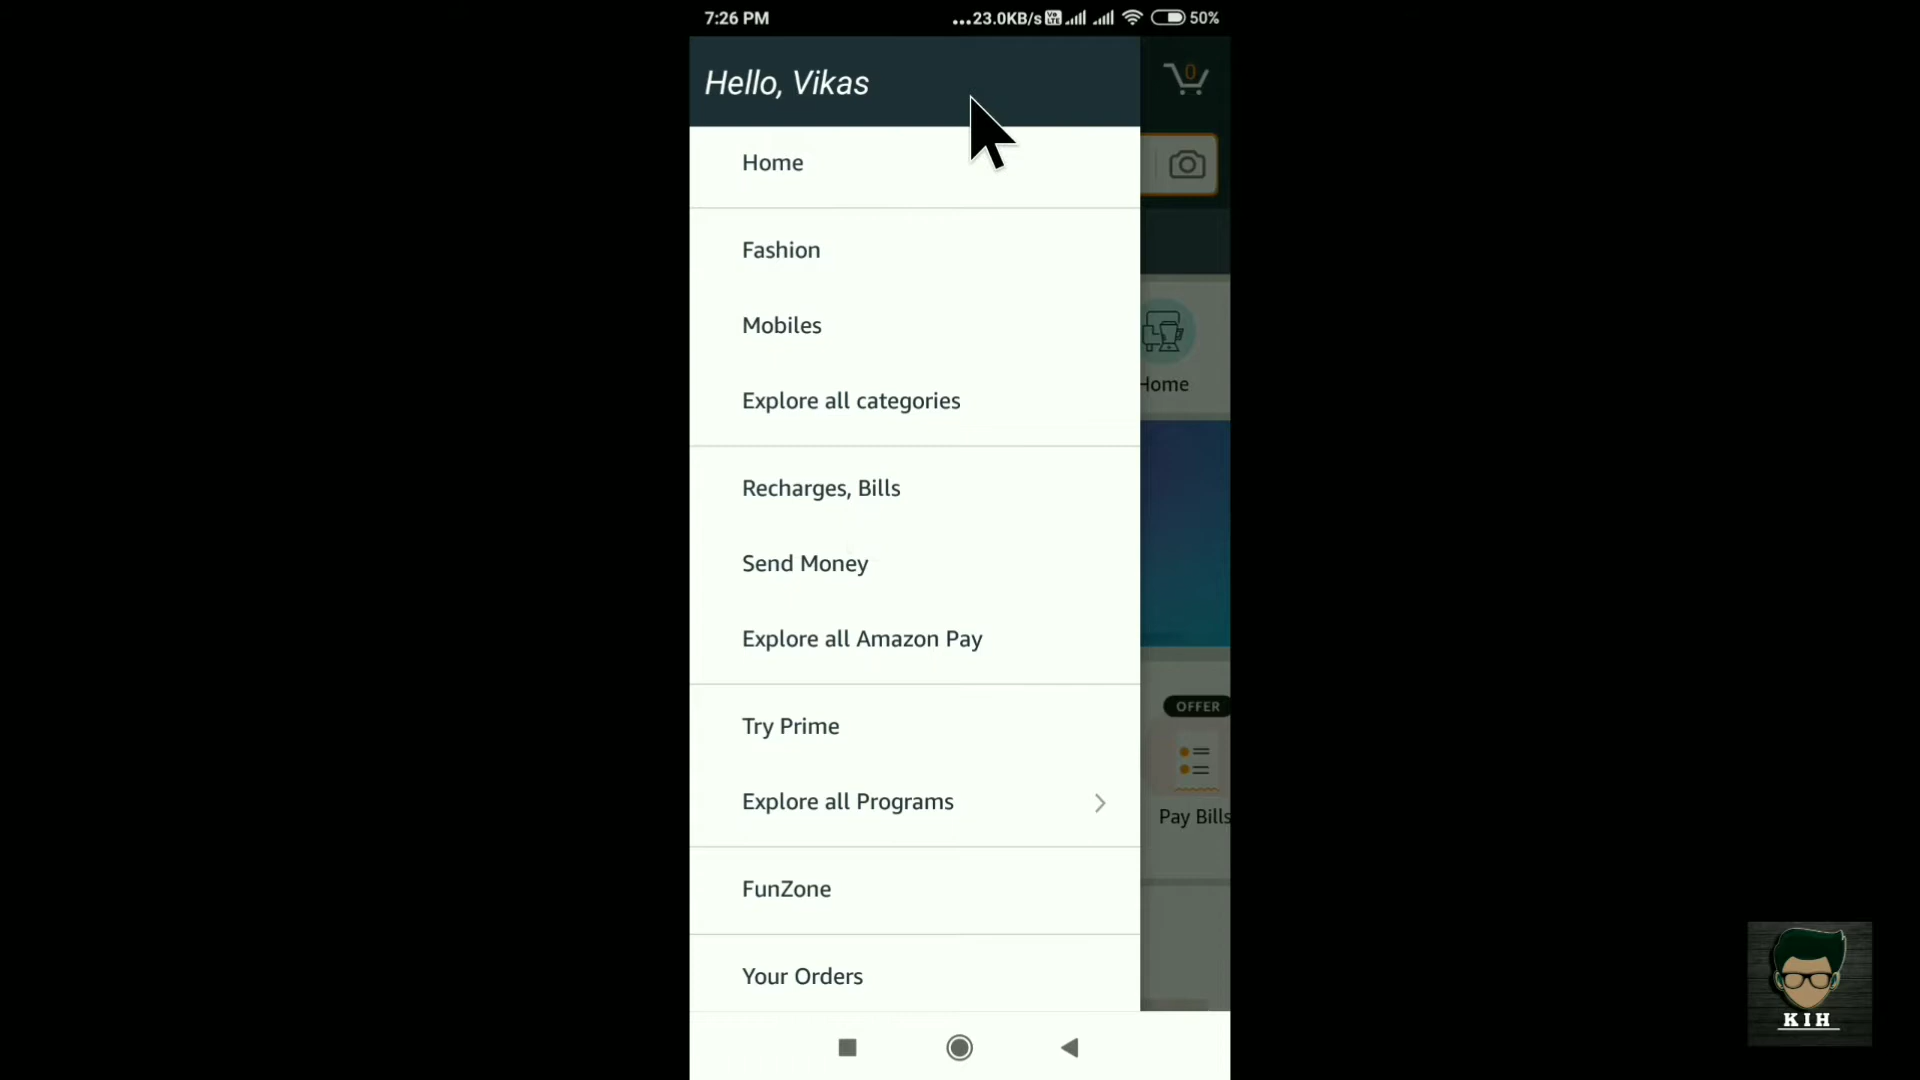 7:26 PM
...23.0KB/s
50%
Hello, Vikas
0
Home
Fashion
Mobiles
Explore all categories
Home
Recharges, Bills
Send Money
Explore all Amazon Pay
Try Prime
OFFER
Explore all Programs
Pay Bills
FunZone
Your Orders
KIH